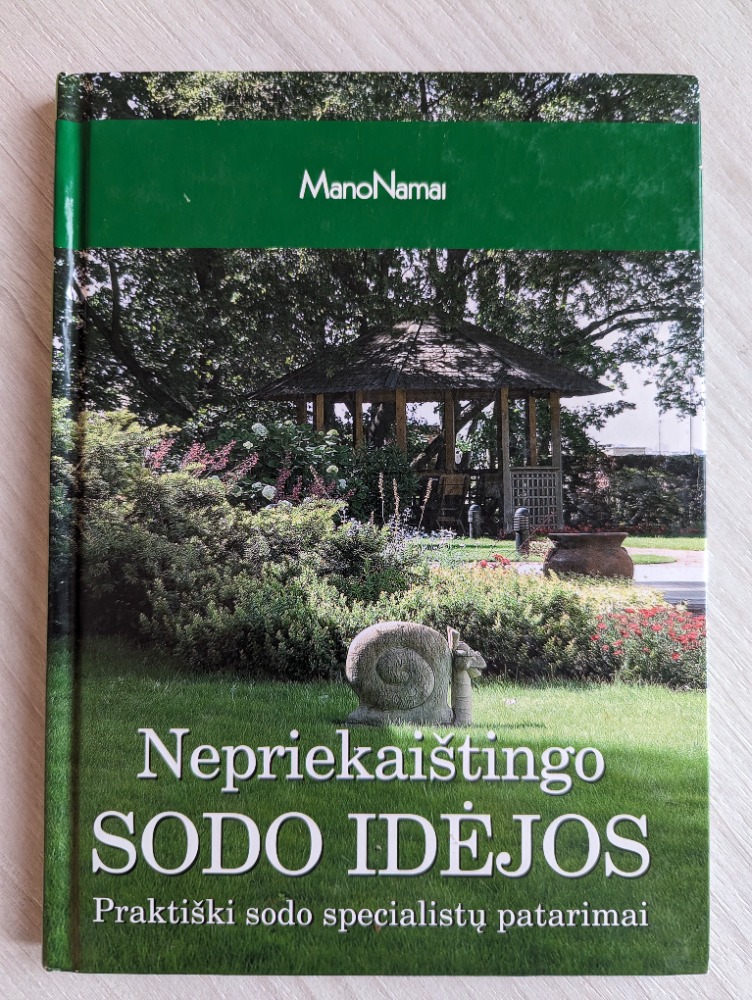 ManoNamai
Nepriekaištingo
SODO IDĖJOS
Praktiški sodo specialistų patarimai